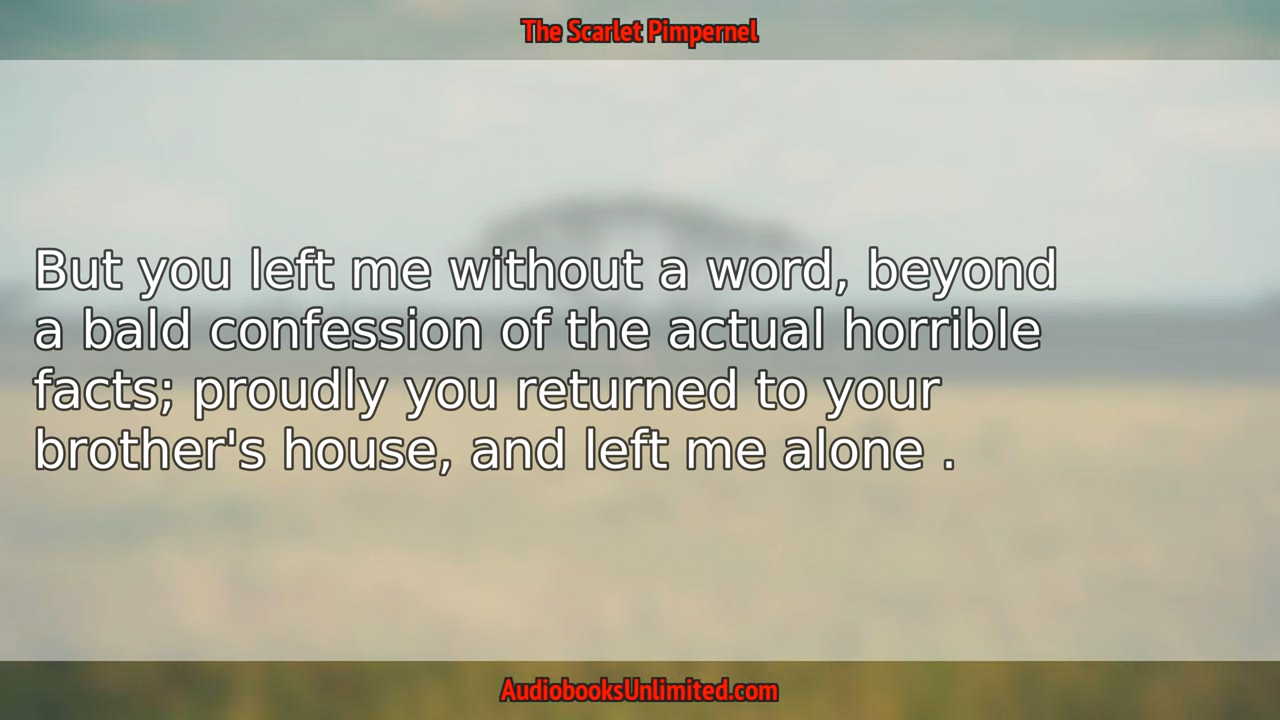 The Scarlet Pimpernel
But you left me without a word, beyond
a bald confession of the actual horrible
facts; proudly you returned to your
brother's house, and left me alone .
AudiobooksUnlimited.com